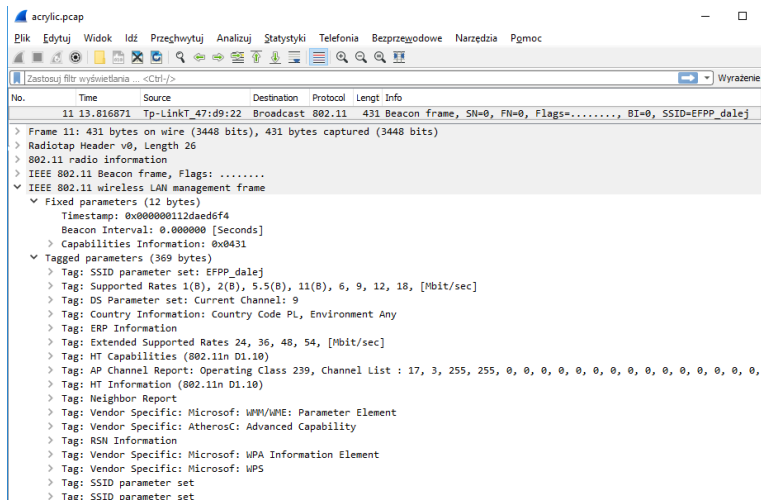 acrylic.pcap
Plik Edytuj Widok Idź Przechwytuj Analizuj Statystyki Telefonia Bezprzewodowe Narzędzia Pomoc
Zastosuj filtr wyświetlania ... <Ctrl-/> Wyrażenie
No. Time Source Destination Protocol Lengt Info
11 13.816871 Tp-LinkT_47:d9:22 Broadcast 802.11 431 Beacon frame, SN=0, FN=0, Flags=........, BI=0, SSID=EFPP_dalej
> Frame 11: 431 bytes on wire (3448 bits), 431 bytes captured (3448 bits)
> Radiotap Header v0, Length 26
> 802.11 radio information
> IEEE 802.11 Beacon frame, Flags: ........
IEEE 802.11 wireless LAN management frame
Fixed parameters (12 bytes)
Timestamp: 0x000000112daed6f4
Beacon Interval: 0.000000 [Seconds]
> Capabilities Information: 0x0431
Tagged parameters (369 bytes)
> Tag: SSID parameter set: EFPP_dalej
> Tag: Supported Rates 1(B), 2(B), 5.5(B), 11(B), 6, 9, 12, 18, [Mbit/sec]
> Tag: DS Parameter set: Current Channel: 9
> Tag: Country Information: Country Code PL, Environment Any
> Tag: ERP Information
> Tag: Extended Supported Rates 24, 36, 48, 54, [Mbit/sec]
> Tag: HT Capabilities (802.11n D1.10)
> Tag: AP Channel Report: Operating Class 239, Channel List : 17, 3, 255, 255, 0, 0, 0, 0, 0, 0, 0, 0, 0, 0, 0, 0, 0, 0,
> Tag: HT Information (802.11n D1.10)
> Tag: Neighbor Report
> Tag: Vendor Specific: Microsof: WMM/WME: Parameter Element
> Tag: Vendor Specific: AtherosC: Advanced Capability
> Tag: RSN Information
> Tag: Vendor Specific: Microsof: WPA Information Element
> Tag: Vendor Specific: Microsof: WPS
> Tag: SSID parameter set
> Tag: SSID parameter set